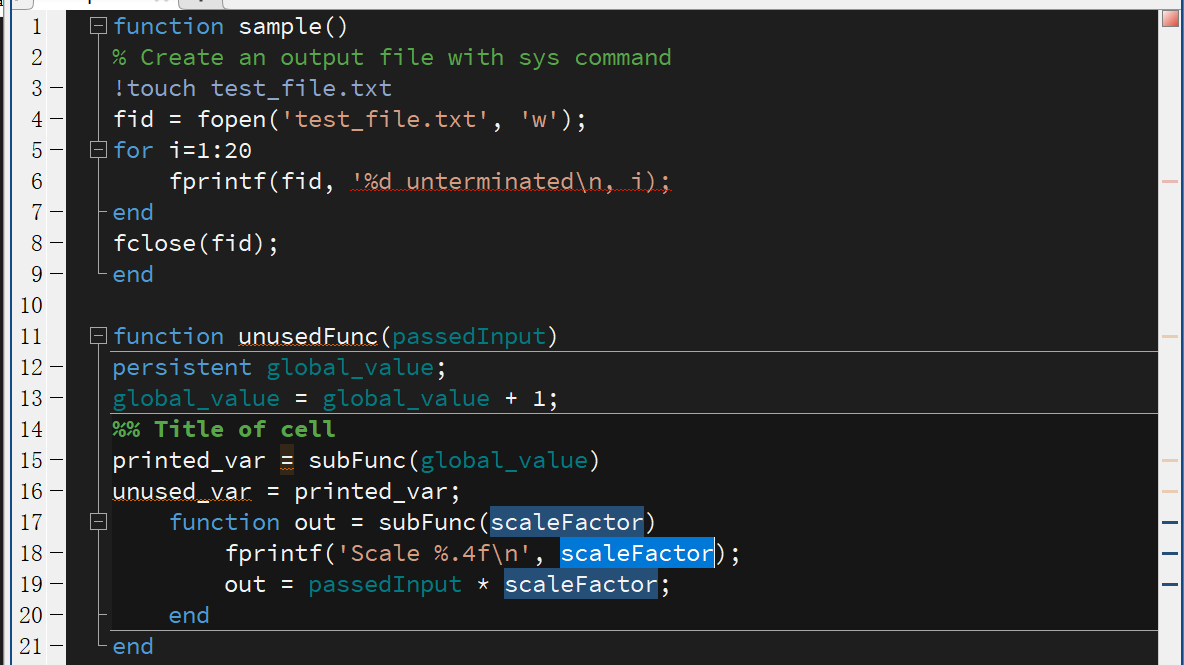 1 function sample()
2 % Create an output file with sys command
3 !touch test_file.txt
4 fid = fopen('test_file.txt', 'w');
5 for i=1:20
6 fprintf(fid, '%d unterminated\n, i);
7 end
8 fclose(fid);
9 end
10
11 function unusedFunc(passedInput)
12 persistent global_value;
13 global_value = global_value + 1;
14 %% Title of cell
15 printed_var = subFunc(global_value)
16 unused_var = printed_var;
17 function out = subFunc(scaleFactor)
18 fprintf('Scale %.4f\n', scaleFactor);
19 out = passedInput * scaleFactor;
20 end
21 end